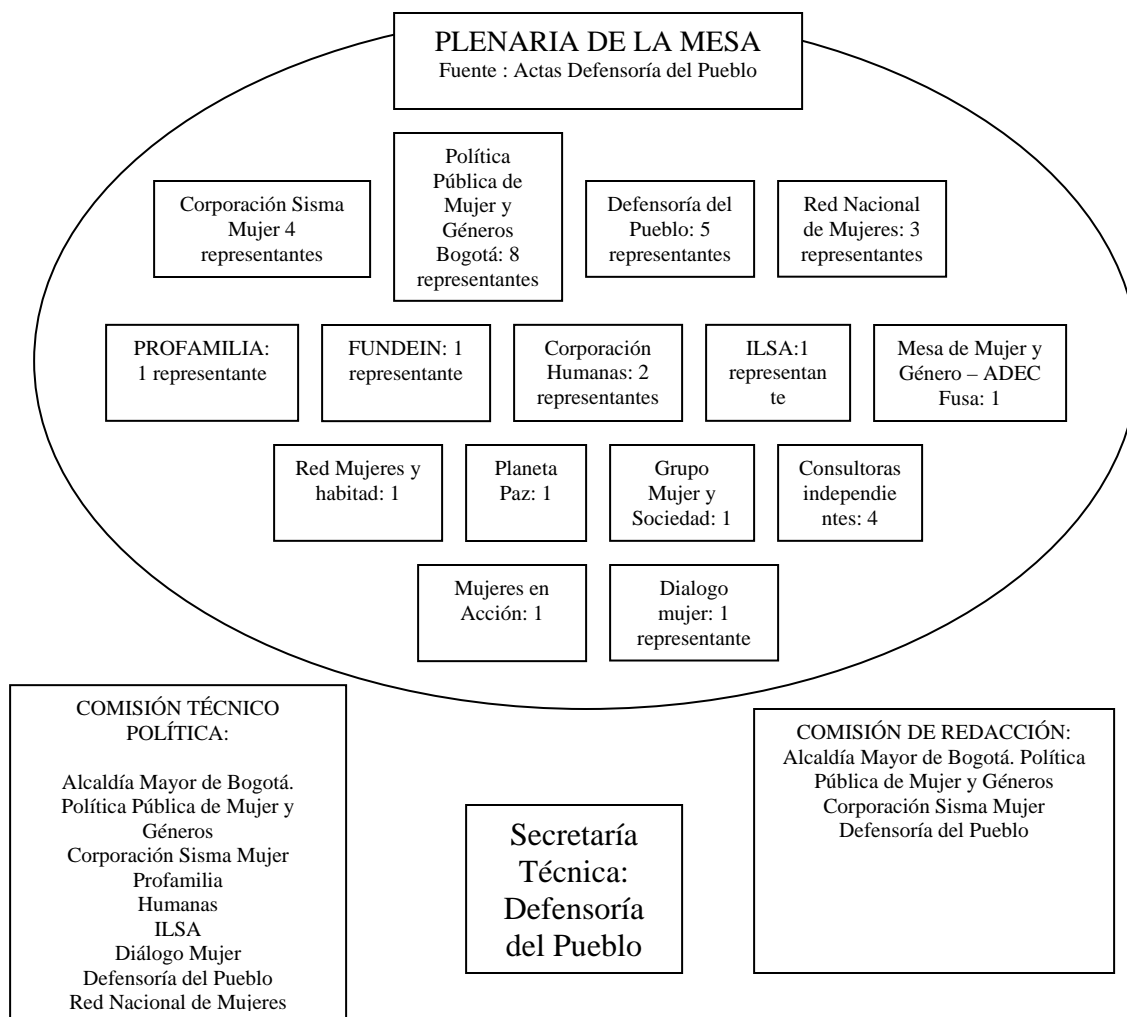 PLENARIA DE LA MESA
Fuente : Actas Defensoría del Pueblo
Corporación Sisma
Mujer 4
representantes
Política
Pública de
Mujer y
Géneros
Bogotá: 8
representantes
Defensoría del
Pueblo: 5
representantes
Red Nacional
de Mujeres: 3
representantes
PROFAMILIA:
1 representante
FUNDEIN: 1
representante
Corporación
Humanas: 2
representantes
ILSA:1
representan
te
Mesa de Mujer y
Género – ADEC
Fusa: 1
Red Mujeres y
habitad: 1
Planeta
Paz: 1
Grupo
Mujer y
Sociedad: 1
Consultoras
independie
ntes: 4
Mujeres en
Acción: 1
Dialogo
mujer: 1
representante
COMISIÓN TÉCNICO
POLÍTICA:
Alcaldía Mayor de Bogotá.
Política Pública de Mujer y
Géneros
Corporación Sisma Mujer
Profamilia
Humanas
ILSA
Diálogo Mujer
Defensoría del Pueblo
Red Nacional de Mujeres
Secretaría
Técnica:
Defensoría
del Pueblo
COMISIÓN DE REDACCIÓN:
Alcaldía Mayor de Bogotá. Política
Pública de Mujer y Géneros
Corporación Sisma Mujer
Defensoría del Pueblo